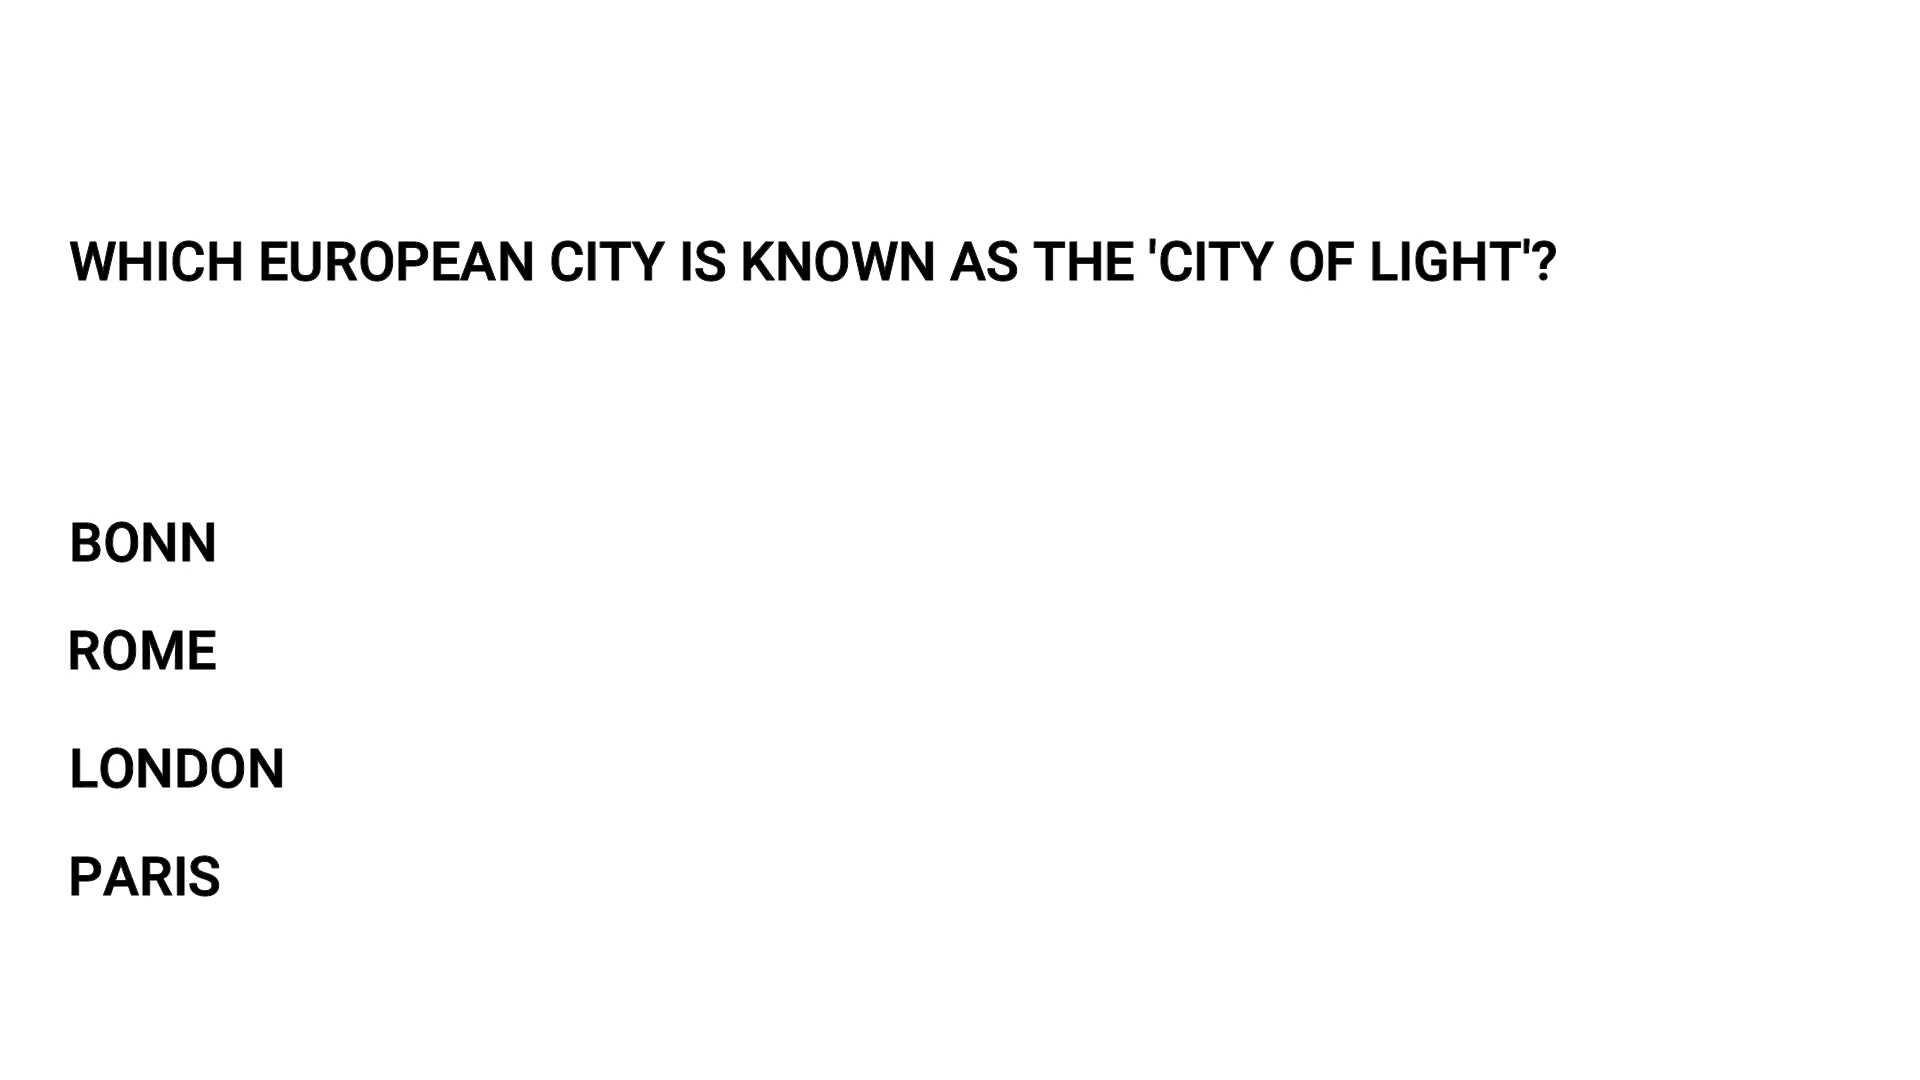 WHICH EUROPEAN CITY IS KNOWN AS THE 'CITY OF LIGHT'?
BONN
ROME
LONDON
PARIS